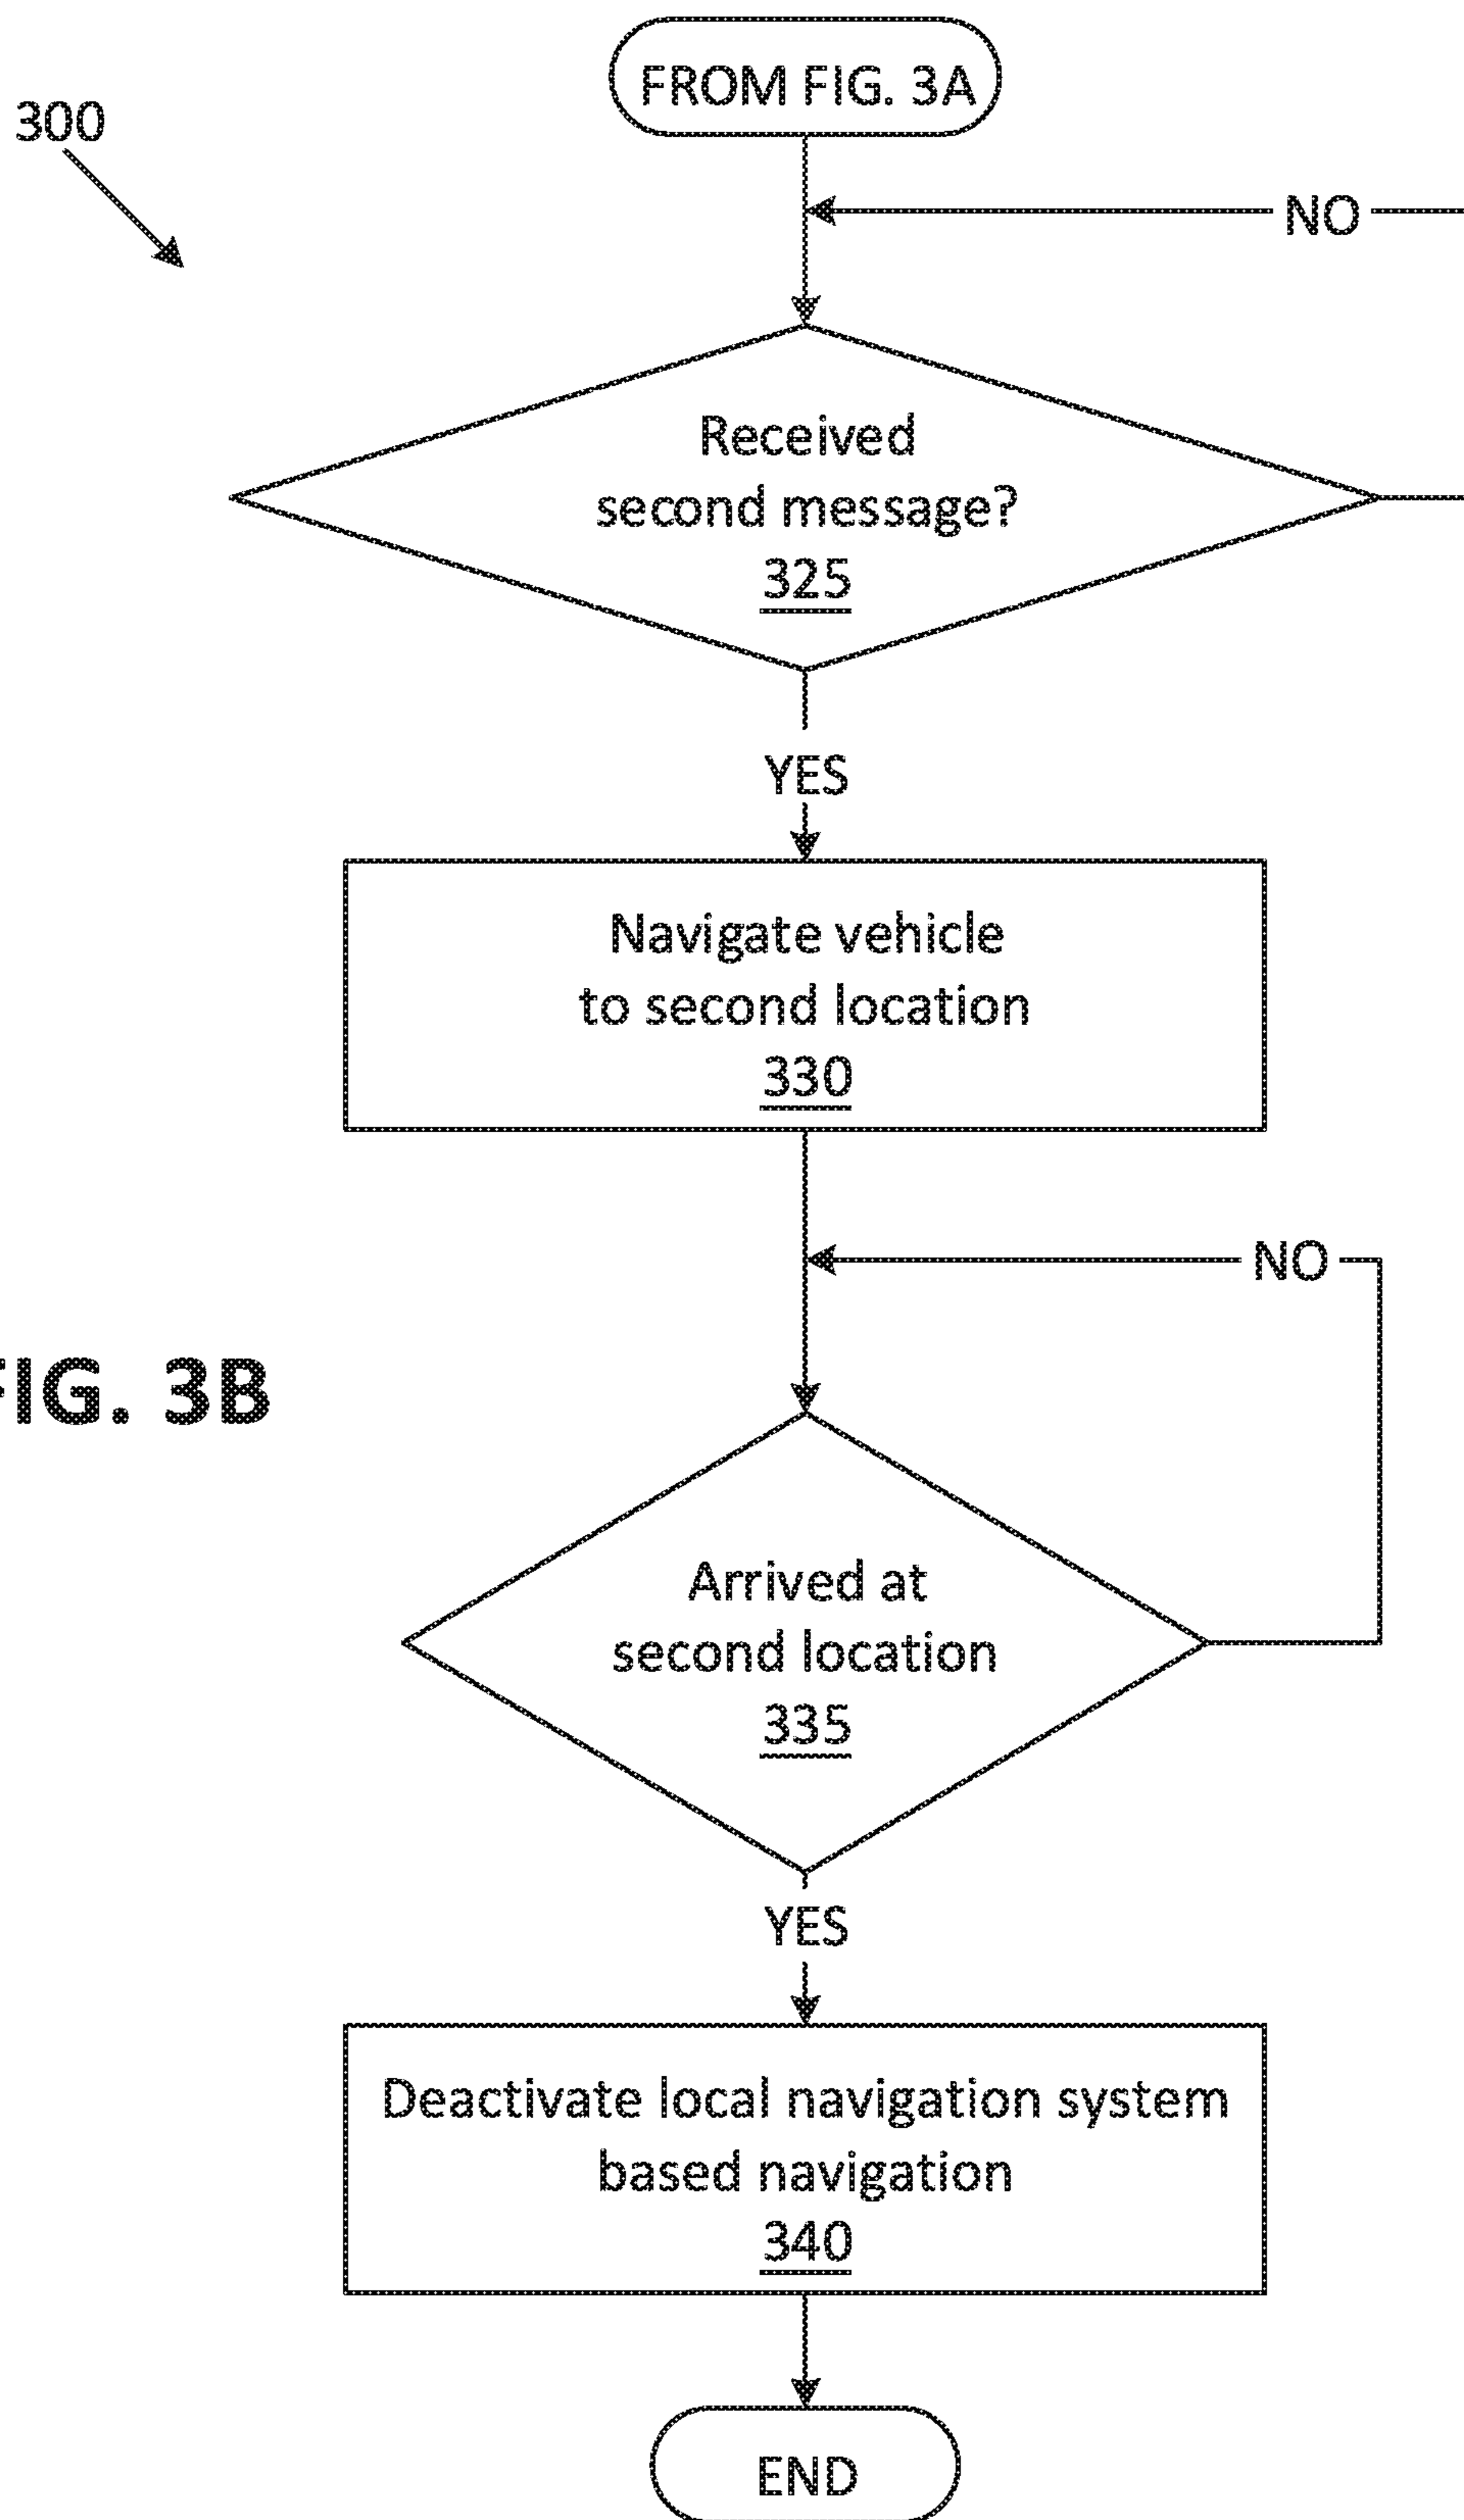 FROM FIG. 3A
300
NO
Received
second message?
325
YES
Navigate vehicle
to second location
330
NO
FIG. 3B
Arrived at
second location
335
YES
Deactivate local navigation system
based navigation
340
END